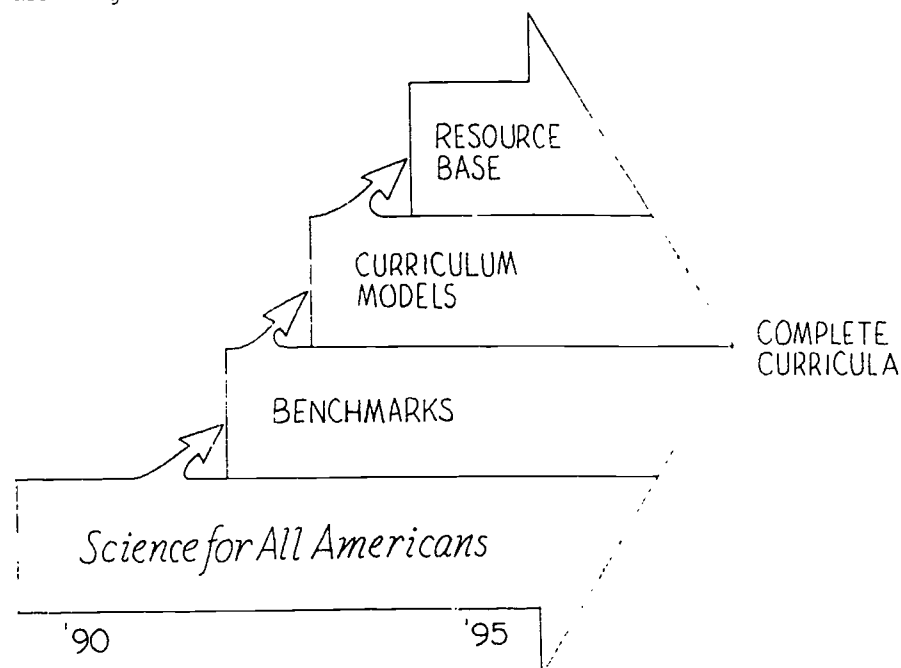 RESOURCE
BASE
CURRICULUM
MODELS
COMPLETE
CURRICULA
BENCHMARKS
Science for All Americans
'90 '95